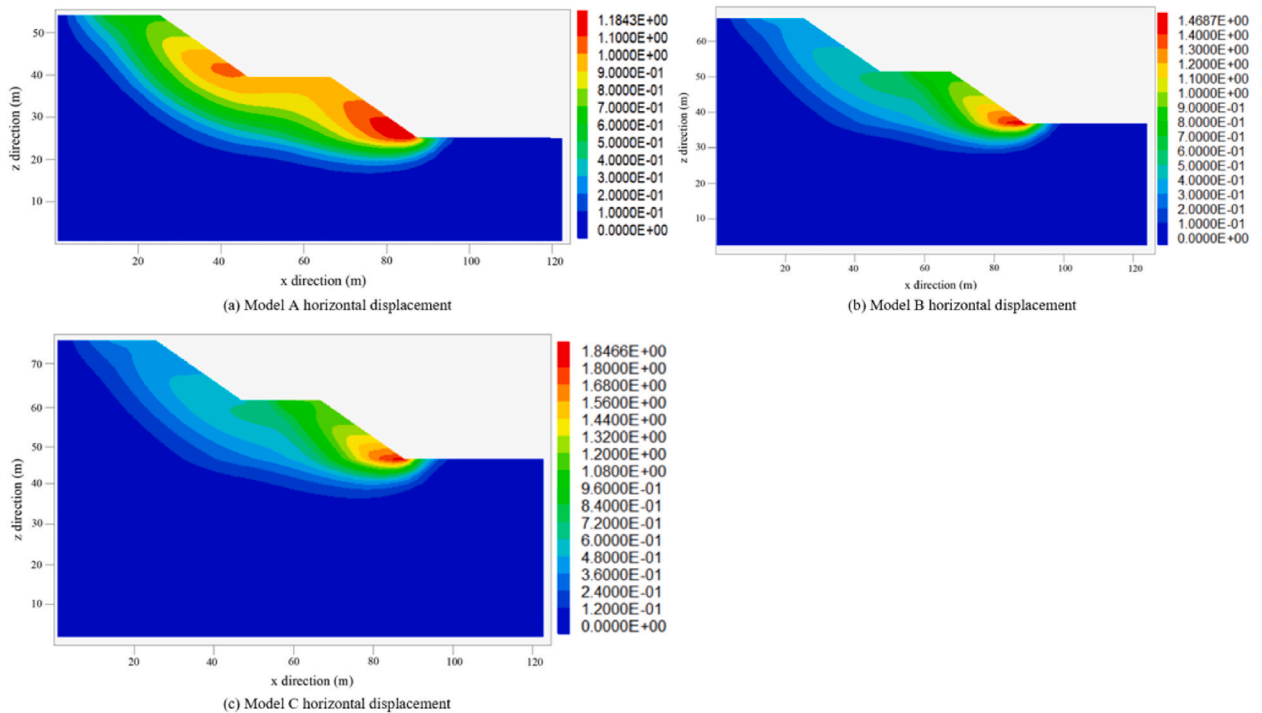 50
40
30
20
10
z direction (m)
20
40
60
80
100
120
x direction (m)
1.1843E+00
1.1000E+00
1.0000E+00
9.0000E-01
8.0000E-01
7.0000E-01
6.0000E-01
5.0000E-01
4.0000E-01
3.0000E-01
2.0000E-01
1.0000E-01
0.0000E+00
(a) Model A horizontal displacement
60
50
40
30
20
10
z direction (m)
20
40
60
80
100
120
x direction (m)
1.4687E+00
1.4000E+00
1.3000E+00
1.2000E+00
1.1000E+00
1.0000E+00
9.0000E-01
8.0000E-01
7.0000E-01
6.0000E-01
5.0000E-01
4.0000E-01
3.0000E-01
2.0000E-01
1.0000E-01
0.0000E+00
(b) Model B horizontal displacement
70
60
50
40
30
20
10
z direction (m)
20
40
60
80
100
120
x direction (m)
1.8466E+00
1.8000E+00
1.6800E+00
1.5600E+00
1.4400E+00
1.3200E+00
1.2000E+00
1.0800E+00
9.6000E-01
8.4000E-01
7.2000E-01
6.0000E-01
4.8000E-01
3.6000E-01
2.4000E-01
1.2000E-01
0.0000E+00
(c) Model C horizontal displacement